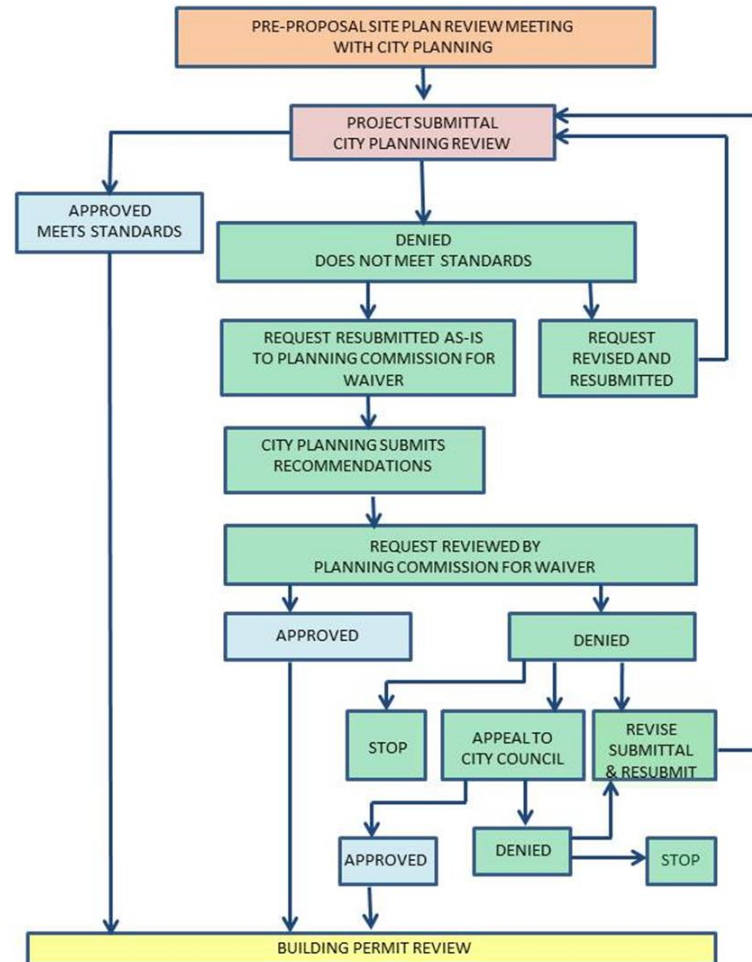 PRE-PROPOSAL SITE PLAN REVIEW MEETING
WITH CITY PLANNING
PROJECT SUBMITTAL
CITY PLANNING REVIEW
APPROVED
MEETS STANDARDS
DENIED
DOES NOT MEET STANDARDS
REQUEST RESUBMITTED AS-IS
TO PLANNING COMMISSION FOR
WAIVER
REQUEST
REVISED AND
RESUBMITTED
CITY PLANNING SUBMITS
RECOMMENDATIONS
REQUEST REVIEWED BY
PLANNING COMMISSION FOR WAIVER
APPROVED
DENIED
STOP
APPEAL TO
CITY COUNCIL
REVISE
SUBMITTAL
& RESUBMIT
APPROVED
DENIED
STOP
BUILDING PERMIT REVIEW